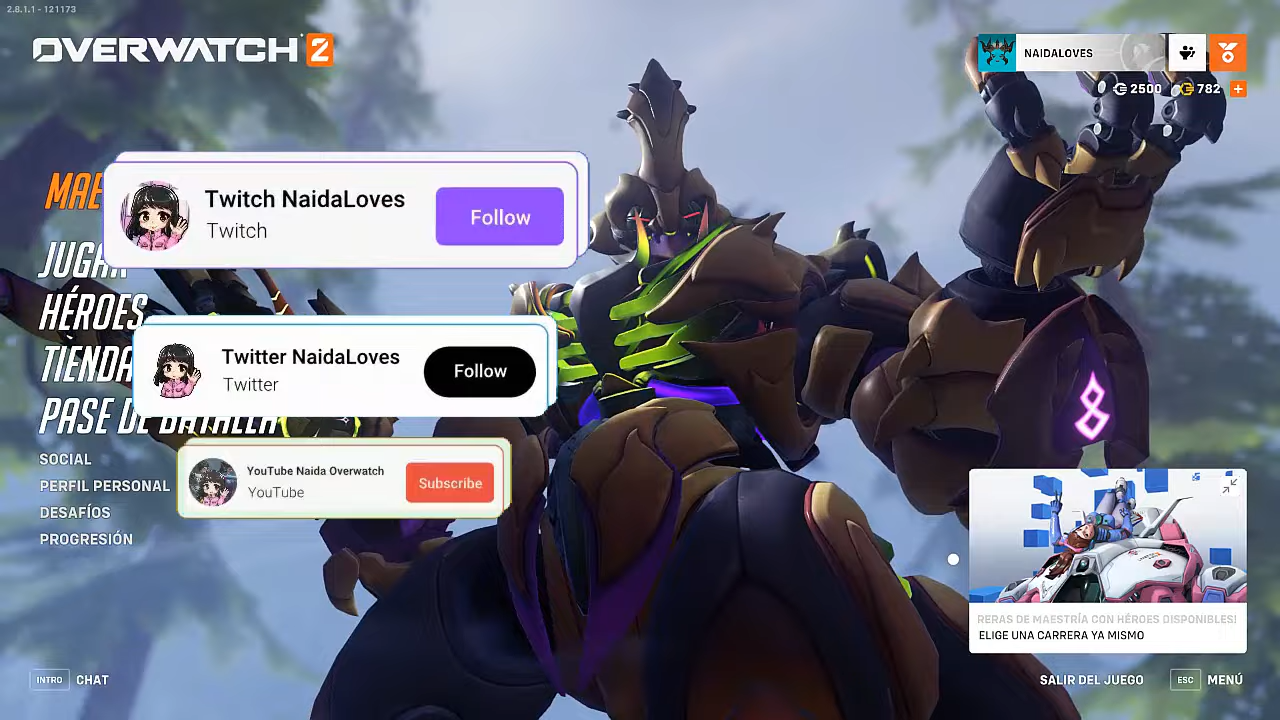 2.8.1.1 - 121173
OVERWATCH 2
NAIDALOVES
2500
782
MAE
Twitch NaidaLoves
Twitch
Follow
JUGAR
HÉROES
TIENDA
PASE DE BATALLA
Twitter NaidaLoves
Twitter
Follow
SOCIAL
PERFIL PERSONAL
DESAFÍOS
PROGRESIÓN
YouTube Naida Overwatch
YouTube
Subscribe
RERAS DE MAESTRÍA CON HÉROES DISPONIBLES!
ELIGE UNA CARRERA YA MISMO
INTRO CHAT
SALIR DEL JUEGO
ESC MENÚ